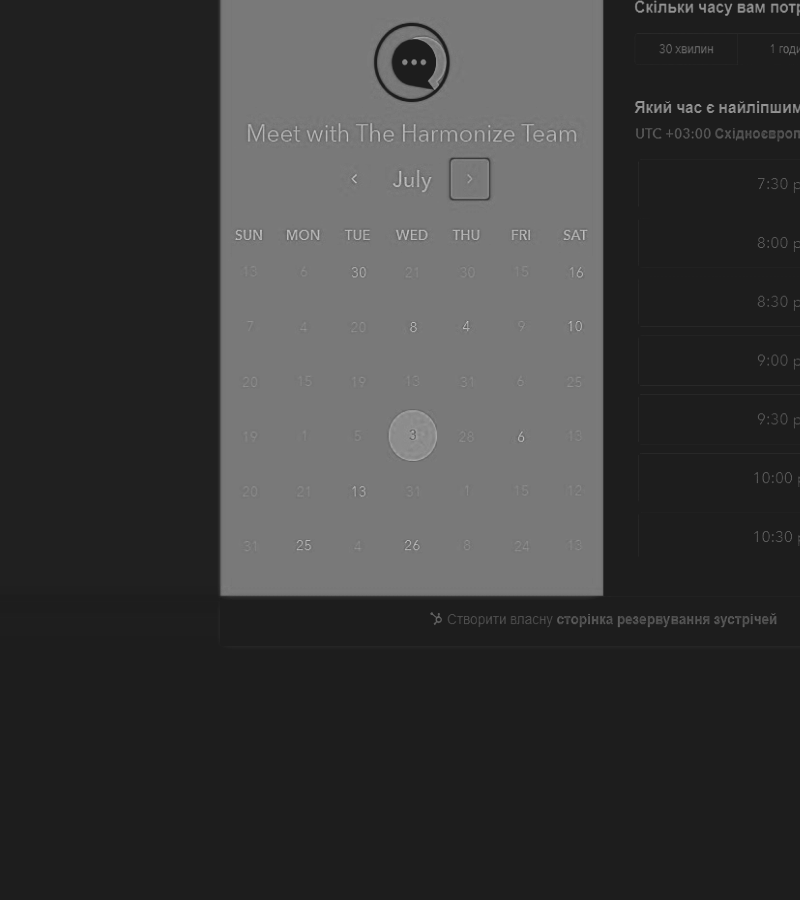 Скільки часу вам
30 хвилин
1
Meet with The Harmonize Team
July
Який час є найліпшим
UTC +03:00
SUN MON TUE WED THU FRI SAT
13 6 30 21 30 15 16
7 4 20 8 4 9 10
20 15 19 13 31 6 25
19 1 5 3 28 6 13
20 21 13 31 1 15 12
31 25 4 26 8 24 13
7:30
8:00
8:30
9:00
9:30
10:00
10:30
Створити власну сторінка резервування зустрічей